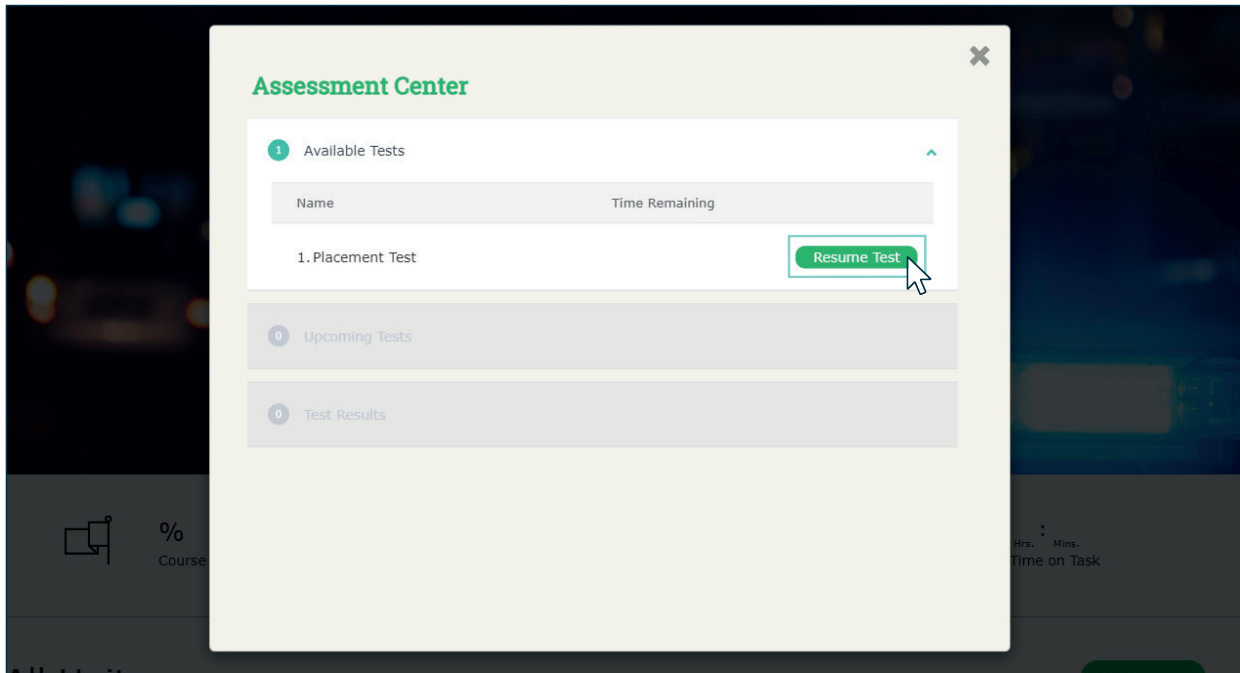 Assessment Center
1 Available Tests
Name Time Remaining
1. Placement Test Resume Test
0 Upcoming Tests
0 Test Results
%
Course
:
Hrs. Mins.
Time on Task